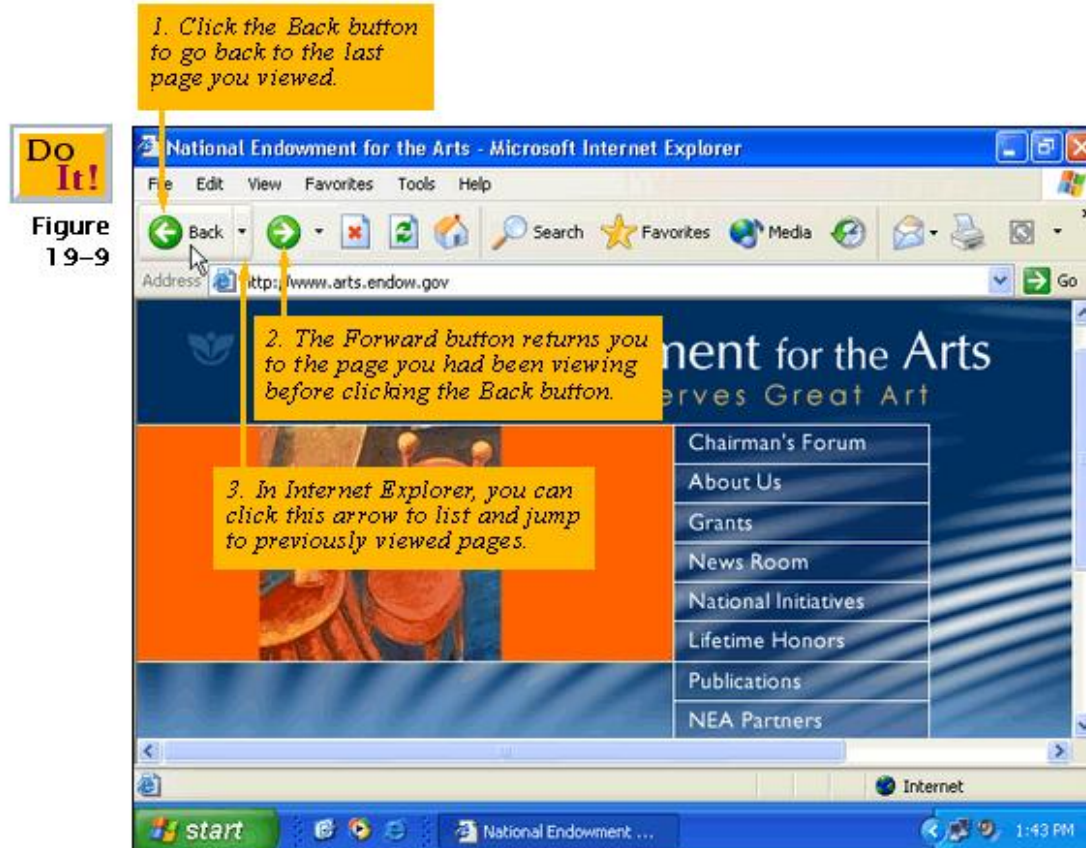 1. Click the Back button
to go back to the last
page you viewed.
Do
It!
Figure
19–9
National Endowment for the Arts - Microsoft Internet Explorer
File Edit View Favorites Tools Help
Back Search Favorites Media
Address http://www.arts.endow.gov Go
2. The Forward button returns you
to the page you had been viewing
before clicking the Back button.
ment for the Arts
erves Great Art
3. In Internet Explorer, you can
click this arrow to list and jump
to previously viewed pages.
Chairman's Forum
About Us
Grants
News Room
National Initiatives
Lifetime Honors
Publications
NEA Partners
Internet
start National Endowment ... 1:43 PM